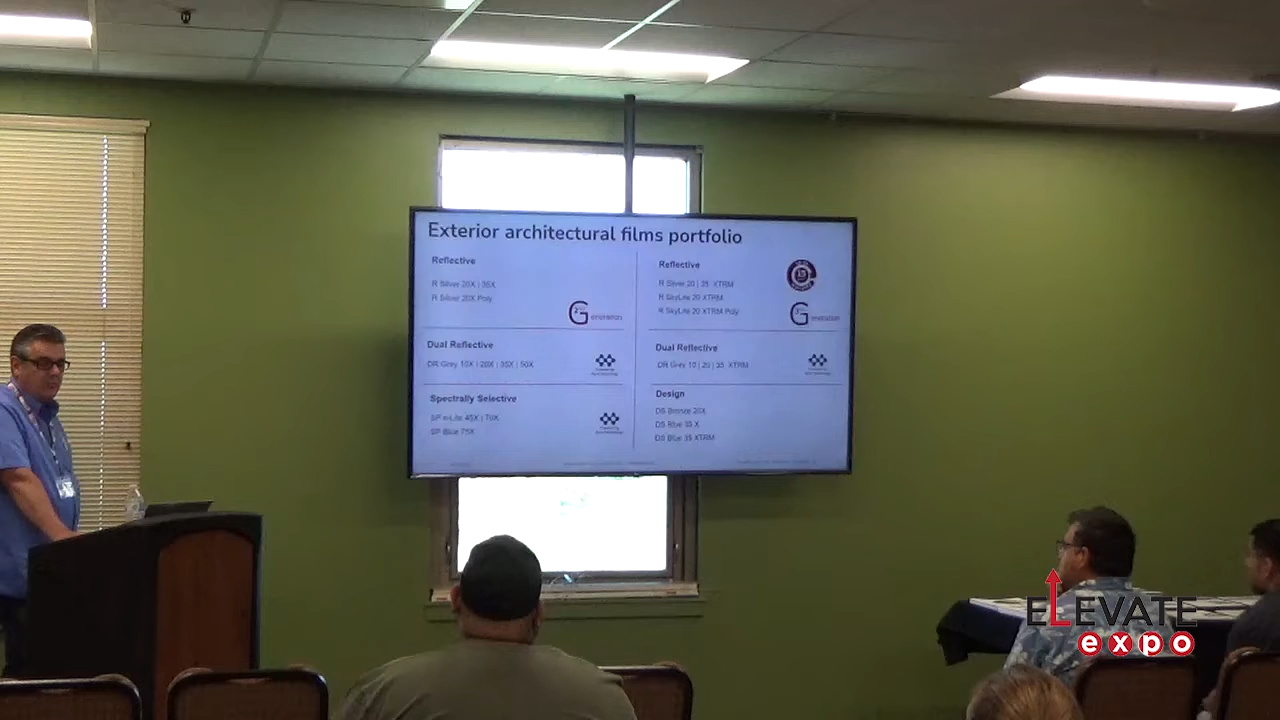 Exterior architectural films portfolio
Reflective
R Silver 20X | 35X
R Silver 20X Poly
Generation
Dual Reflective
DR Grey 10X | 20X | 35X | 50X
Spectrally Selective
SP e-Lite 45X | 70X
SP Blue 75X
Reflective
R Silver 20 | 35 XTRM
R SkyLite 20 XTRM
R SkyLite 20 XTRM Poly
Generation
Dual Reflective
DR Grey 10 | 20 | 35 XTRM
Design
DS Bronze 20X
DS Blue 35 X
DS Blue 35 XTRM
ELEVATE
expo